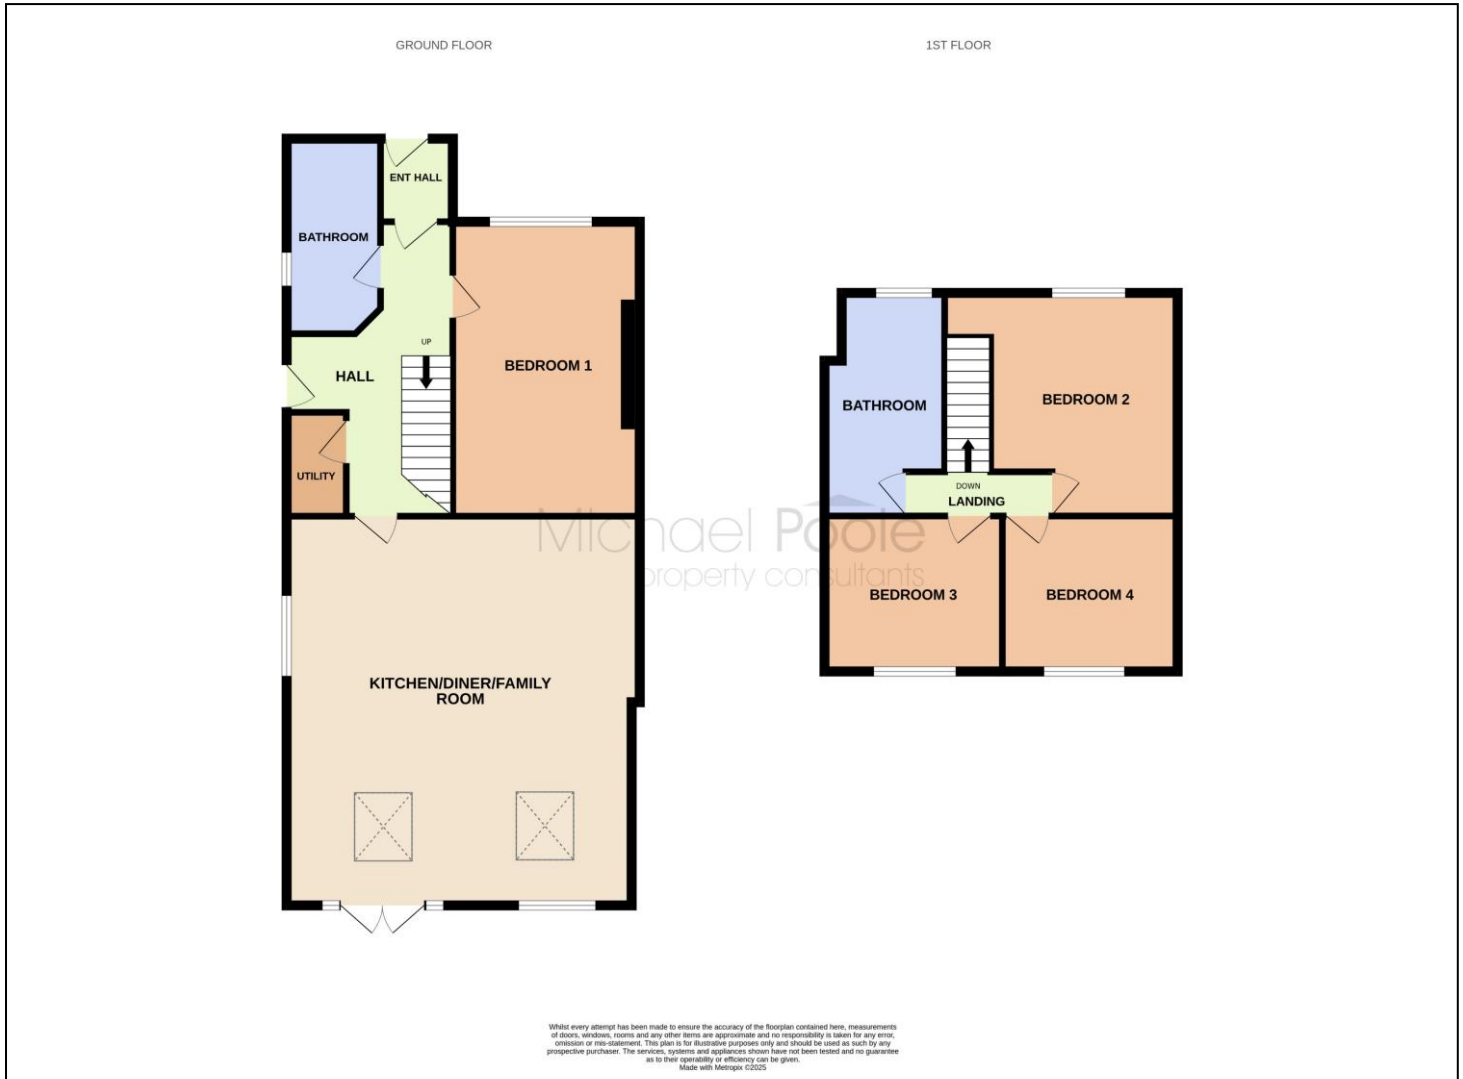 GROUND FLOOR
1ST FLOOR
ENT HALL
BATHROOM
UP
HALL
BEDROOM 1
UTILITY
KITCHEN/DINER/FAMILY
ROOM
BATHROOM
BEDROOM 2
DOWN
LANDING
BEDROOM 3
BEDROOM 4
Michael Poole
property consultants
Whilst every attempt has been made to ensure the accuracy of the floorplan contained here, measurements
of doors, windows, rooms and any other items are approximate and no responsibility is taken for any error,
omission or mis-statement. This plan is for illustrative purposes only and should be used as such by any
prospective purchaser. The services, systems and appliances shown have not been tested and no guarantee
as to their operability or efficiency can be given.
Made with Metropix ©2025